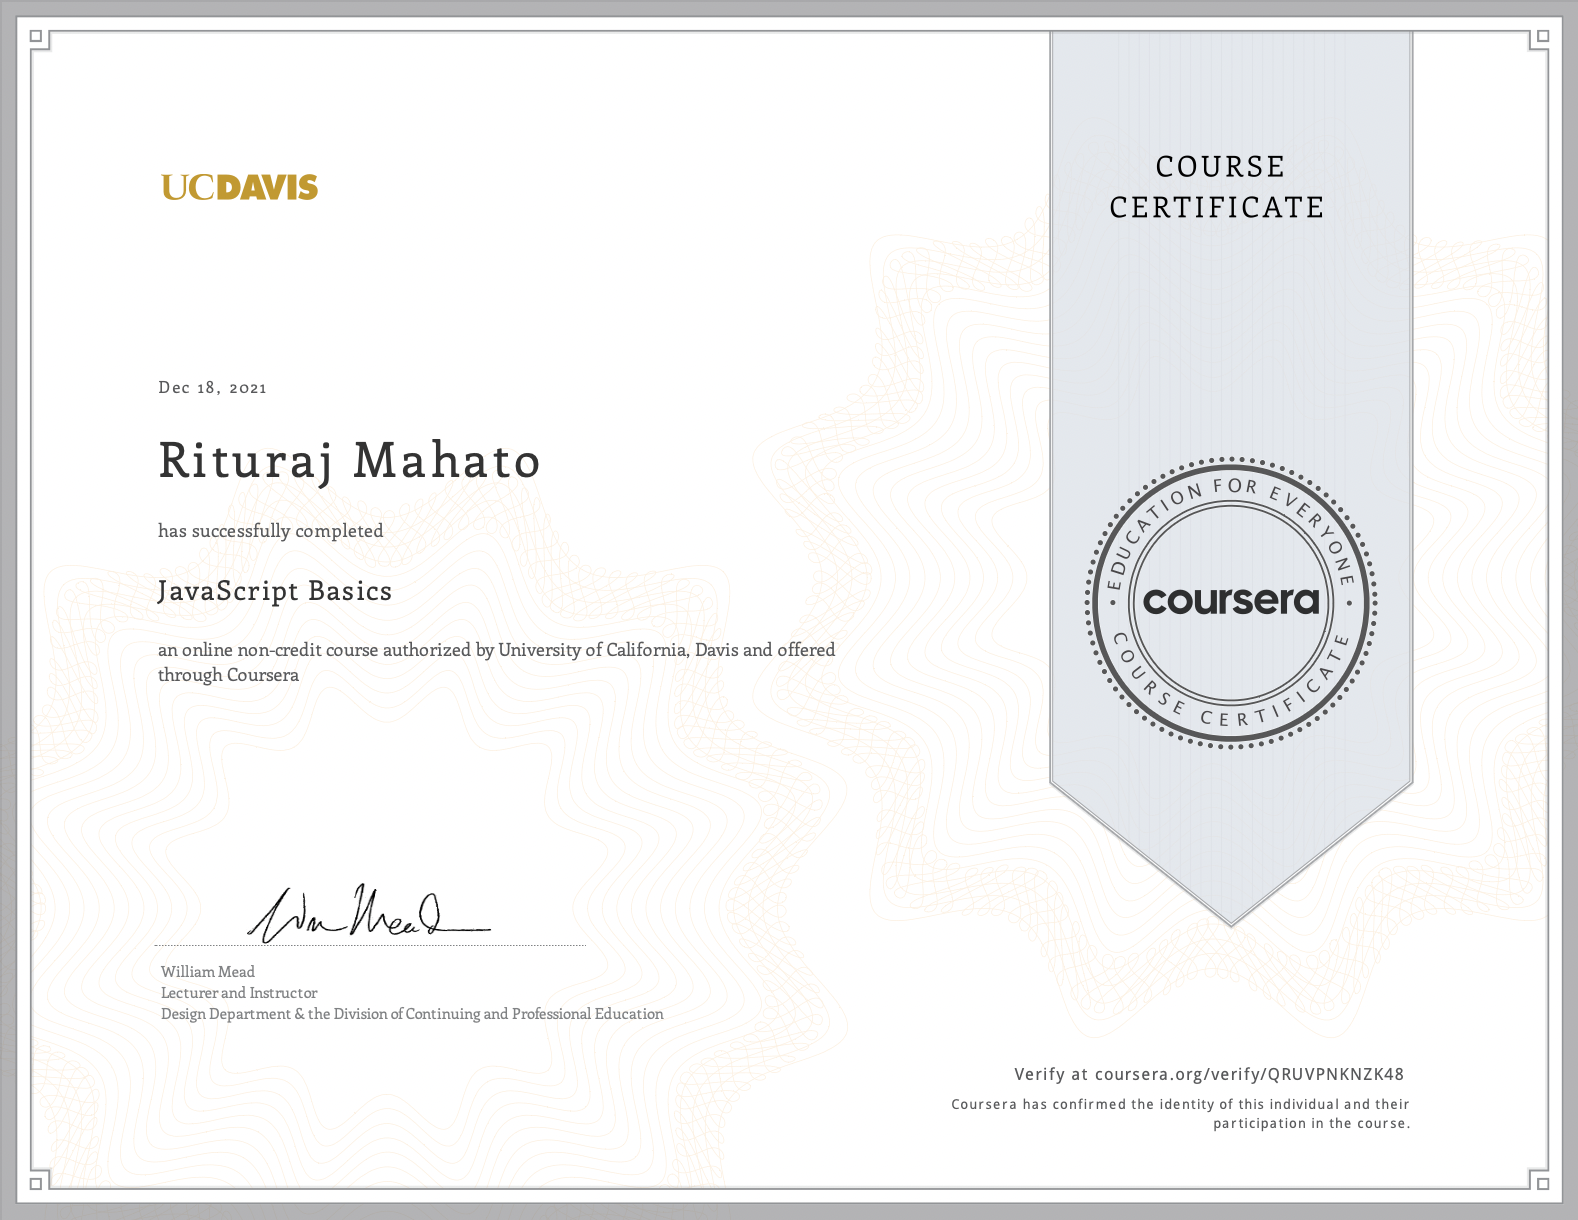 UCDAVIS
COURSE
CERTIFICATE
Dec 18, 2021
Rituraj Mahato
has successfully completed
JavaScript Basics
an online non-credit course authorized by University of California, Davis and offered
through Coursera
EDUCATION FOR EVERYONE
coursera
COURSE CERTIFICATE
William Mead
William Mead
Lecturer and Instructor
Design Department & the Division of Continuing and Professional Education
Verify at coursera.org/verify/QRUVPNKNZK48
Coursera has confirmed the identity of this individual and their
participation in the course.